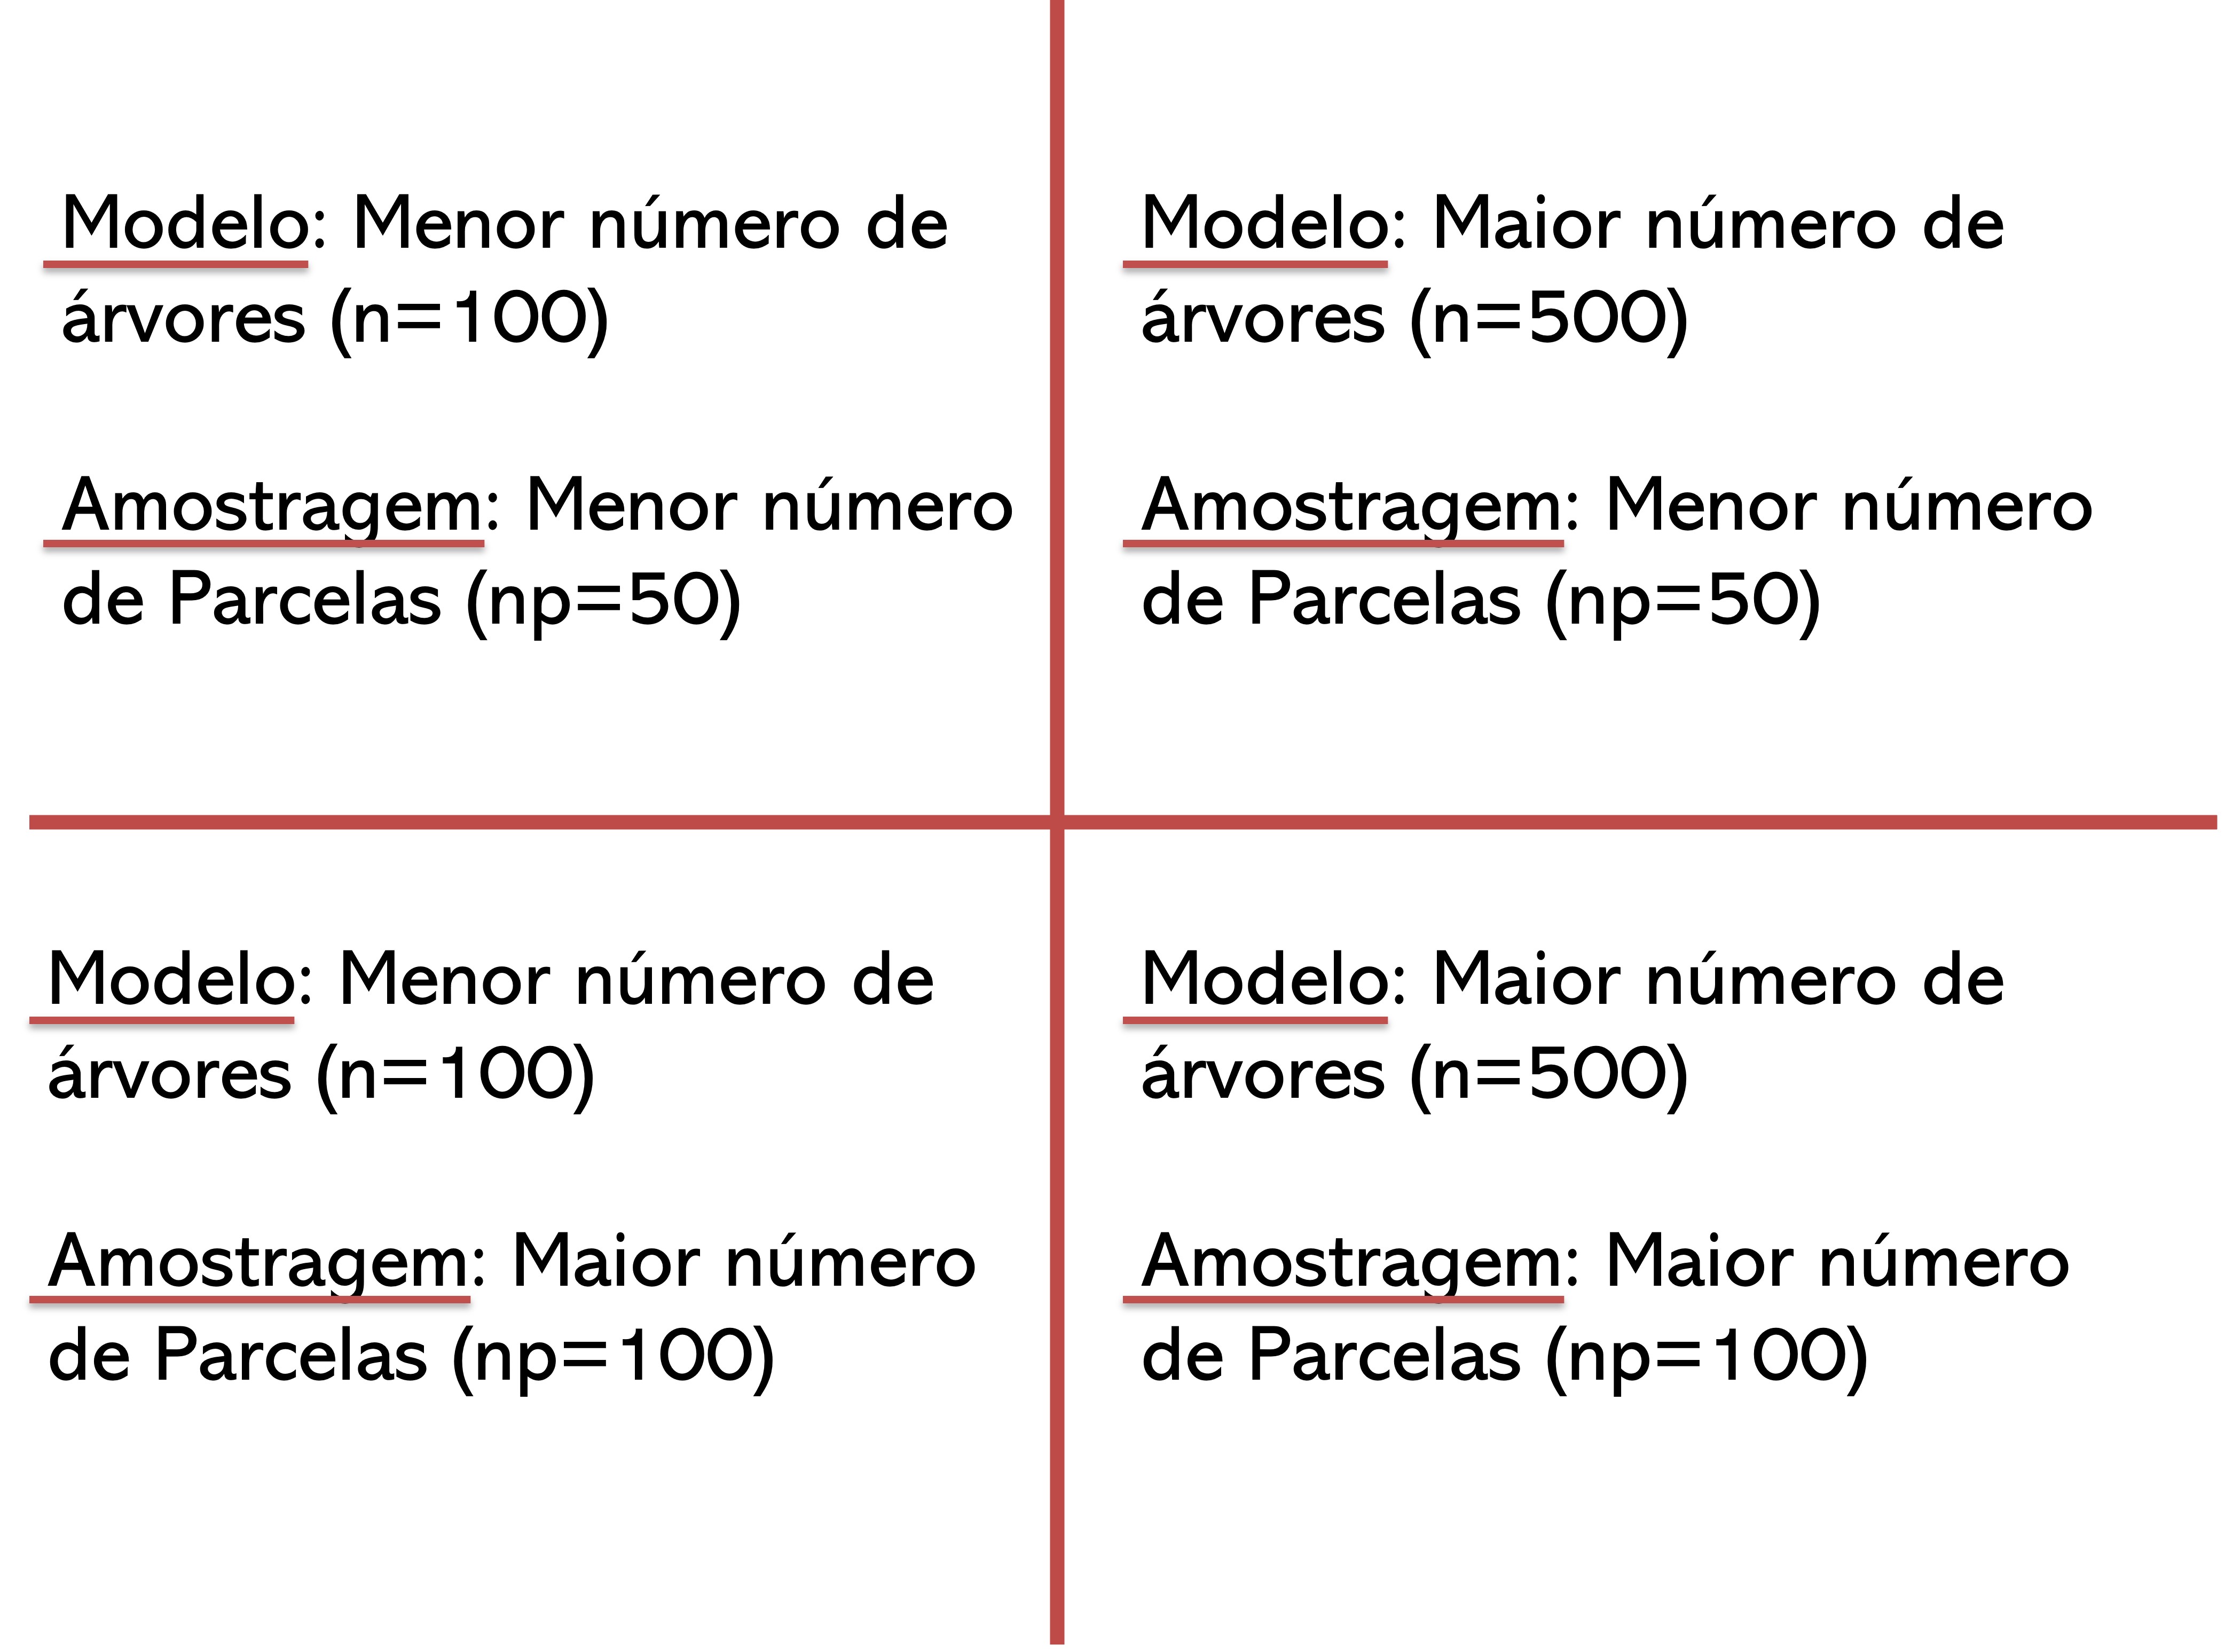 Modelo: Menor número de
árvores (n=100)
Amostragem: Menor número
de Parcelas (np=50)
Modelo: Maior número de
árvores (n=500)
Amostragem: Menor número
de Parcelas (np=50)
Modelo: Menor número de
árvores (n=100)
Amostragem: Maior número
de Parcelas (np=100)
Modelo: Maior número de
árvores (n=500)
Amostragem: Maior número
de Parcelas (np=100)